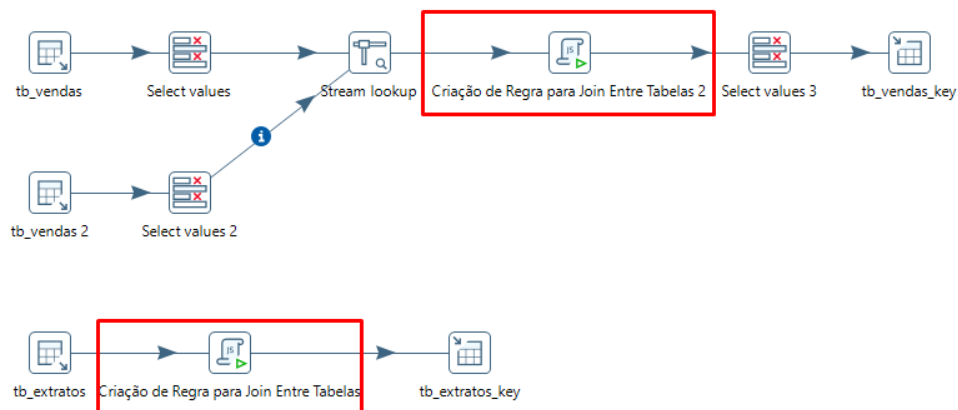 tb_vendas
Select values
Stream lookup
Criação de Regra para Join Entre Tabelas 2
Select values 3
tb_vendas_key
tb_vendas 2
Select values 2
tb_extratos
Criação de Regra para Join Entre Tabelas
tb_extratos_key